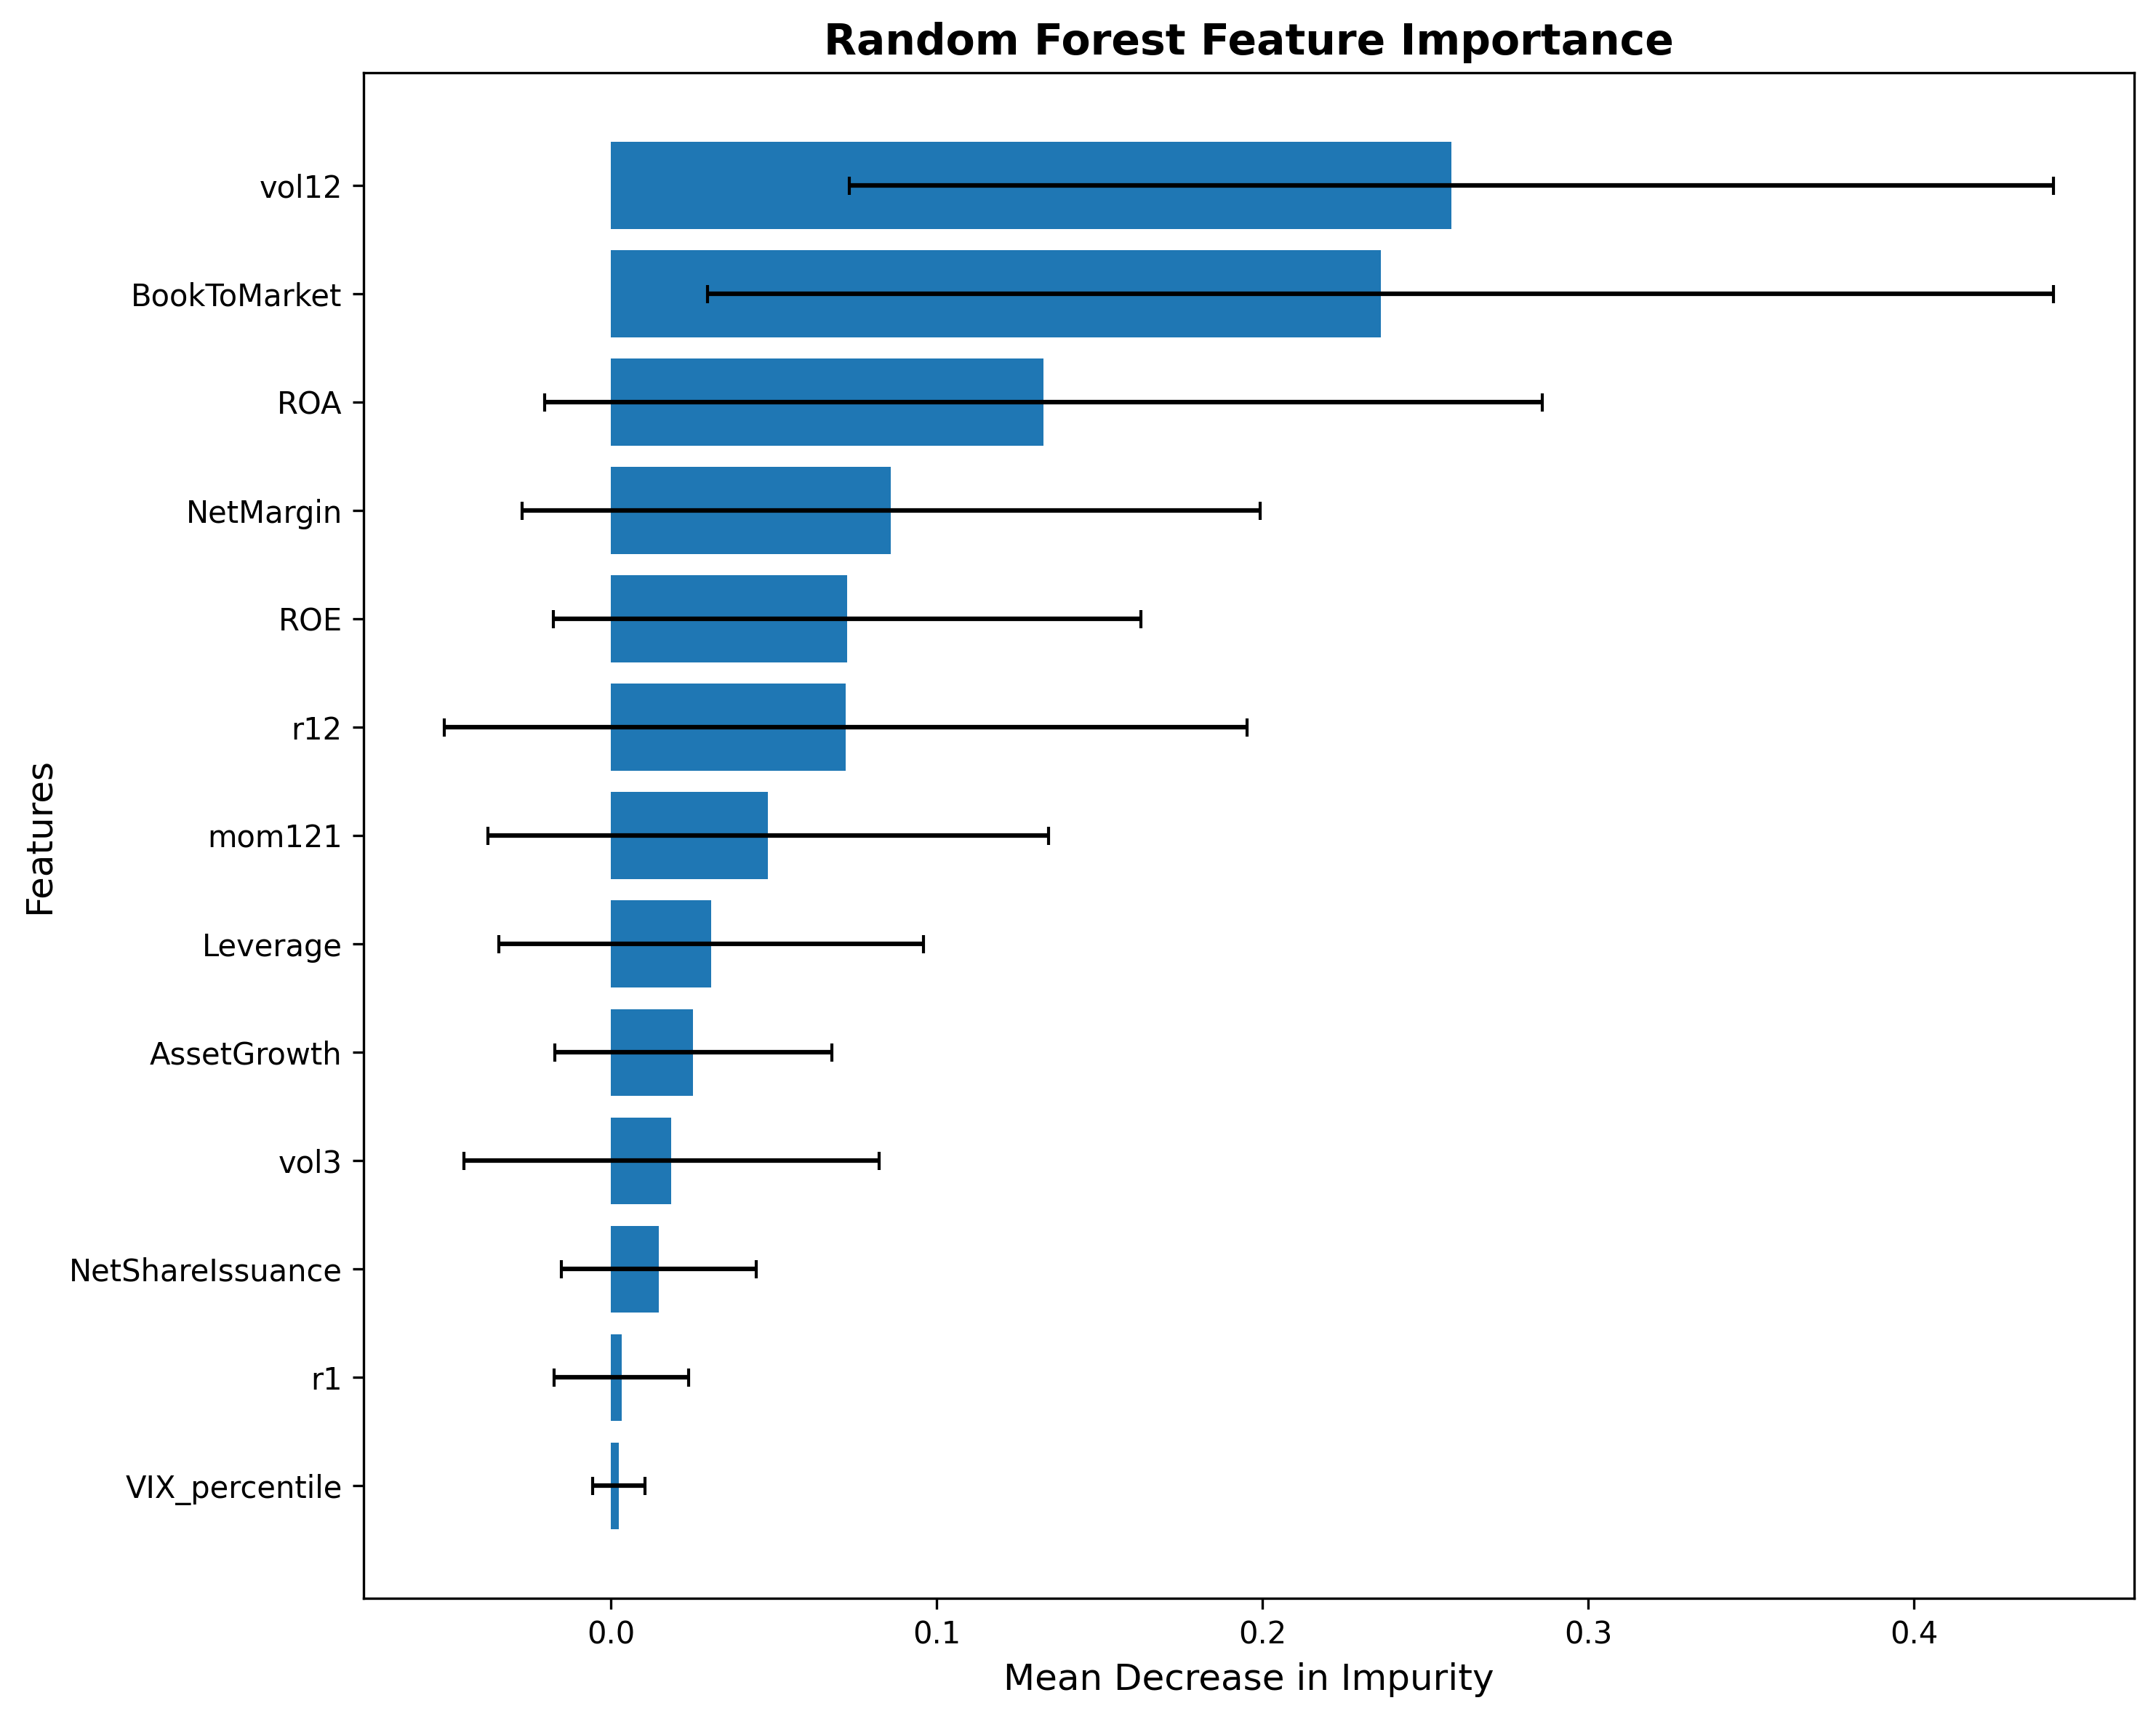 Random Forest Feature Importance
vol12
BookToMarket
ROA
NetMargin
ROE
r12
mom121
Leverage
AssetGrowth
vol3
NetShareIssuance
r1
VIX_percentile
Features
0.0 0.1 0.2 0.3 0.4
Mean Decrease in Impurity